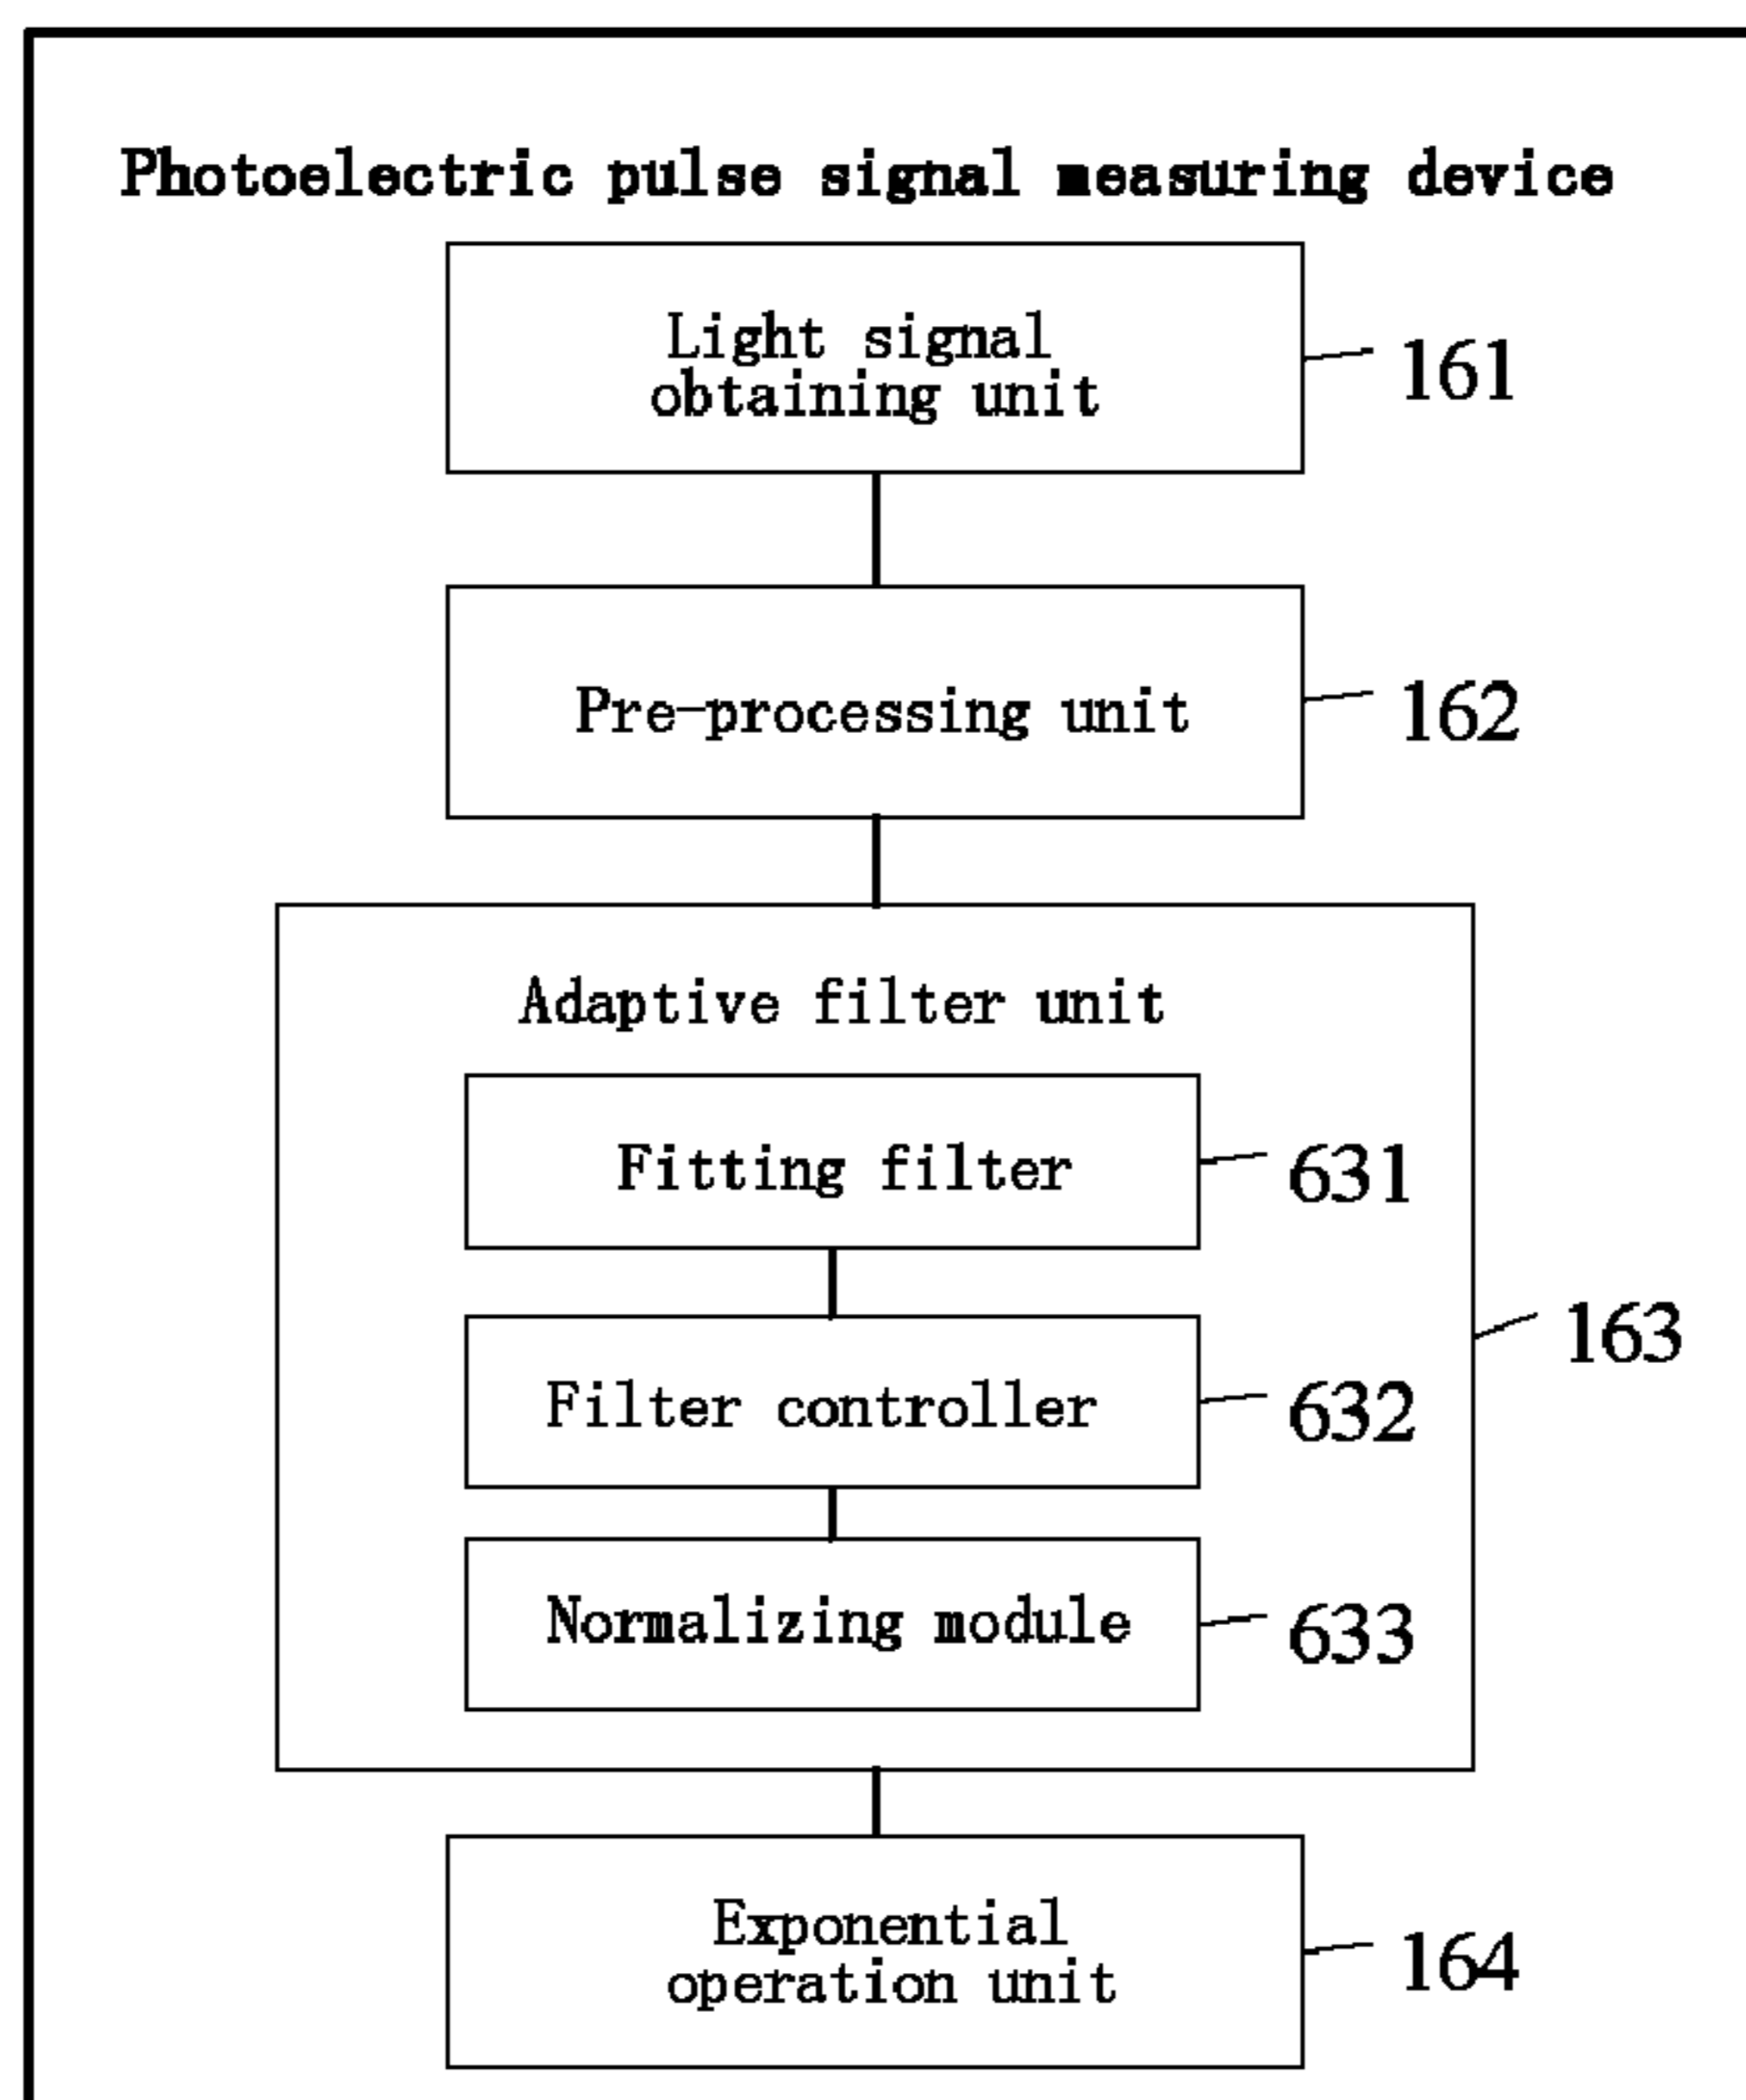 Photoelectric pulse signal measuring device
Light signal
obtaining unit
161
Pre-processing unit
162
Adaptive filter unit
Fitting filter
631
Filter controller
632
163
Normalizing module
633
Exponential
operation unit
164